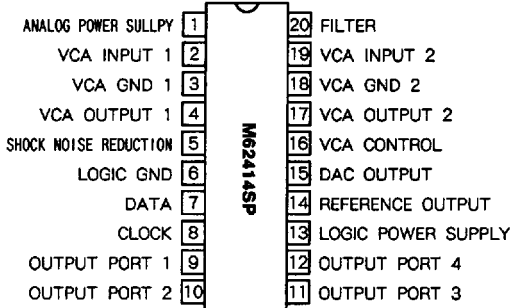 ANALOG POWER SULLPY 1 20 FILTER
VCA INPUT 1 2 19 VCA INPUT 2
VCA GND 1 3 18 VCA GND 2
VCA OUTPUT 1 4 17 VCA OUTPUT 2
SHOCK NOISE REDUCTION 5 16 VCA CONTROL
LOGIC GND 6 15 DAC OUTPUT
DATA 7 14 REFERENCE OUTPUT
CLOCK 8 13 LOGIC POWER SUPPLY
OUTPUT PORT 1 9 12 OUTPUT PORT 4
OUTPUT PORT 2 10 11 OUTPUT PORT 3
M62414SP